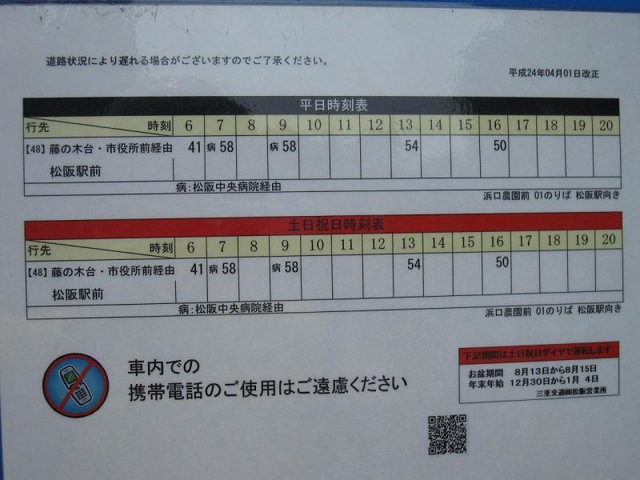 道路状況により遅れる場合がございますのでご了承ください。
平成24年04月01日改正
平日時刻表
行先 時刻 6 7 8 9 10 11 12 13 14 15 16 17 18 19 20
【48】藤の木台・市役所前経由 41 病58 病58 54 50
松阪駅前
病:松阪中央病院経由
浜口農園前 01のりば 松阪駅向き
土日祝日時刻表
行先 時刻 6 7 8 9 10 11 12 13 14 15 16 17 18 19 20
【48】藤の木台・市役所前経由 41 病58 病58 54 50
松阪駅前
病:松阪中央病院経由
浜口農園前 01のりば 松阪駅向き
車内での
携帯電話のご使用はご遠慮ください
下記期間は土日祝日ダイヤで運転します
お盆期間 8月13日から8月15日
年末年始 12月30日から1月 4日
三重交通㈱松阪営業所